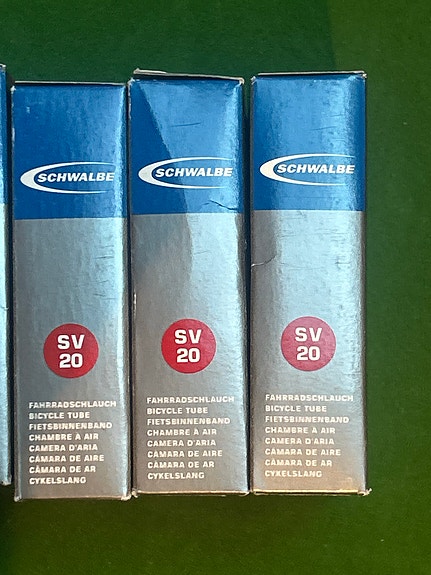 SCHWALBE
SV
20
FAHRRADSCHLAUCH
BICYCLE TUBE
FIETSBINNENBAND
CHAMBRE À AIR
CAMERA D'ARIA
CÁMARA DE AIRE
CÂMARA DE AR
CYKELSLANG
SCHWALBE
SV
20
FAHRRADSCHLAUCH
BICYCLE TUBE
FIETSBINNENBAND
CHAMBRE À AIR
CAMERA D'ARIA
CÁMARA DE AIRE
CÂMARA DE AR
CYKELSLANG
SCHWALBE
SV
20
FAHRRADSCHLAUCH
BICYCLE TUBE
FIETSBINNENBAND
CHAMBRE À AIR
CAMERA D'ARIA
CÁMARA DE AIRE
CÂMARA DE AR
CYKELSLANG